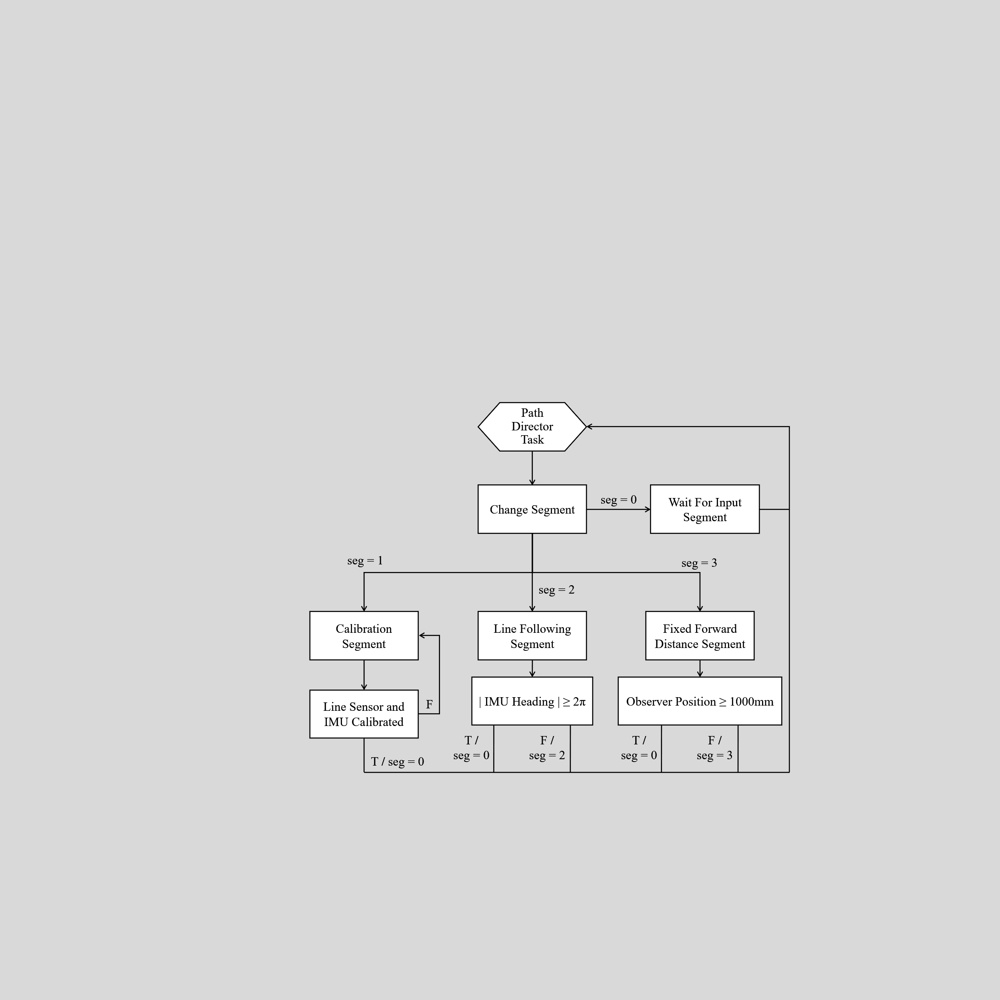 Path
Director
Task
Change Segment
seg = 0
Wait For Input
Segment
seg = 1
seg = 2
seg = 3
Calibration
Segment
Line Following
Segment
Fixed Forward
Distance Segment
Line Sensor and
IMU Calibrated
F
| IMU Heading | ≥ 2π
Observer Position ≥ 1000mm
T / seg = 0
T /
seg = 0
F /
seg = 2
T /
seg = 0
F /
seg = 3